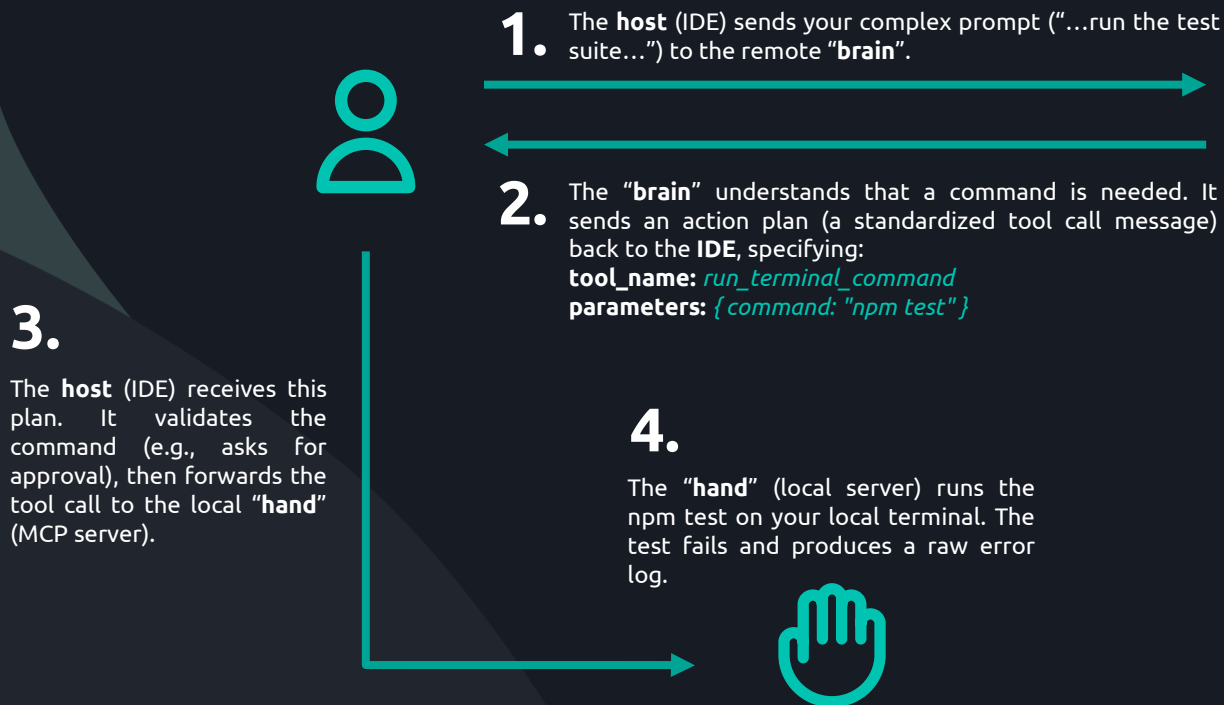 1.
The host (IDE) sends your complex prompt (“…run the test
suite…”) to the remote “brain”.
2.
The “brain” understands that a command is needed. It
sends an action plan (a standardized tool call message)
back to the IDE, specifying:
tool_name: run_terminal_command
parameters: { command: "npm test" }
3.
The host (IDE) receives this
plan. It validates the
command (e.g., asks for
approval), then forwards the
tool call to the local “hand”
(MCP server).
4.
The “hand” (local server) runs the
npm test on your local terminal. The
test fails and produces a raw error
log.